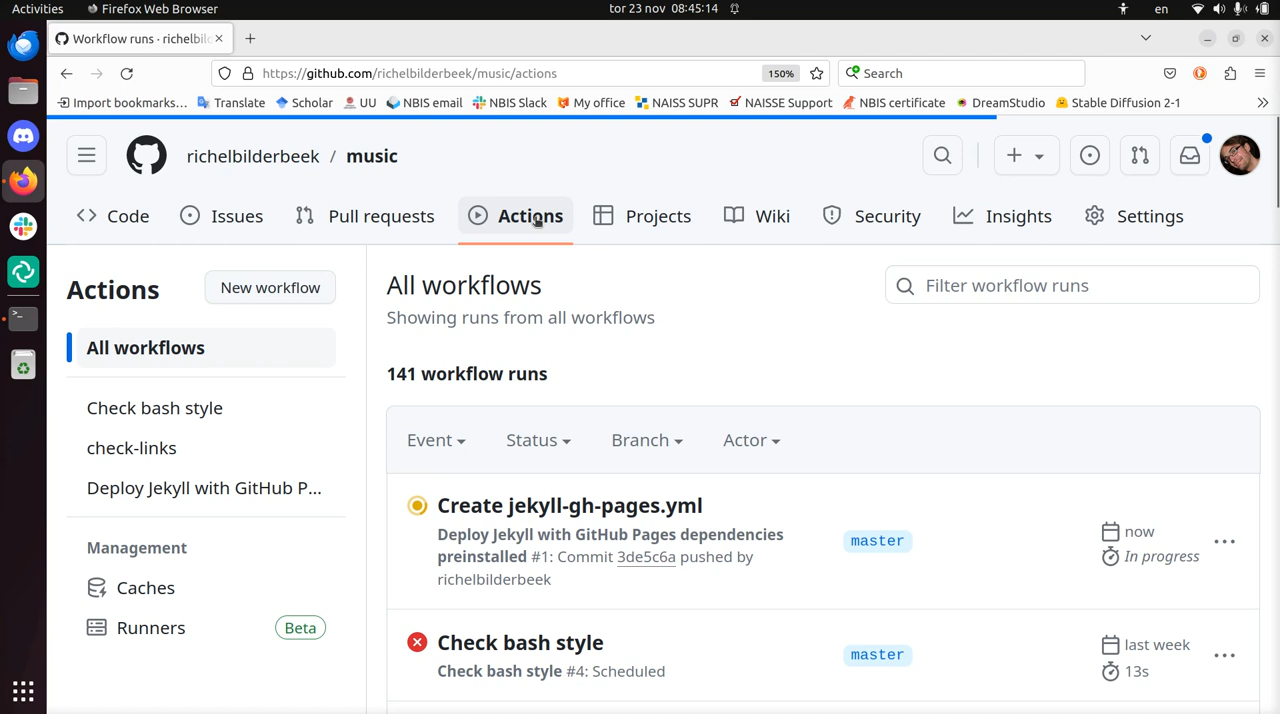 Activities
Firefox Web Browser
tor 23 nov 08:45:14
en
Workflow runs · richelbild
https://github.com/richelbilderbeek/music/actions
150%
Search
Import bookmarks...
Translate
Scholar
UU
NBIS email
NBIS Slack
My office
NAISS SUPR
NAISSE Support
NBIS certificate
DreamStudio
Stable Diffusion 2-1
richelbilderbeek / music
Code
Issues
Pull requests
Actions
Projects
Wiki
Security
Insights
Settings
Actions
New workflow
All workflows
Check bash style
check-links
Deploy Jekyll with GitHub P...
Management
Caches
Runners
Beta
All workflows
Showing runs from all workflows
Filter workflow runs
141 workflow runs
Event
Status
Branch
Actor
Create jekyll-gh-pages.yml
Deploy Jekyll with GitHub Pages dependencies
preinstalled #1: Commit 3de5c6a pushed by
richelbilderbeek
master
now
In progress
Check bash style
Check bash style #4: Scheduled
master
last week
13s